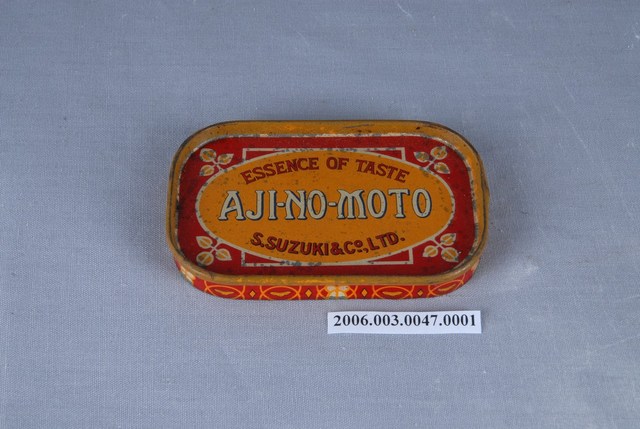 ESSENCE OF TASTE
AJI-NO-MOTO
S. SUZUKI & Co., LTD.
2006.003.0047.0001